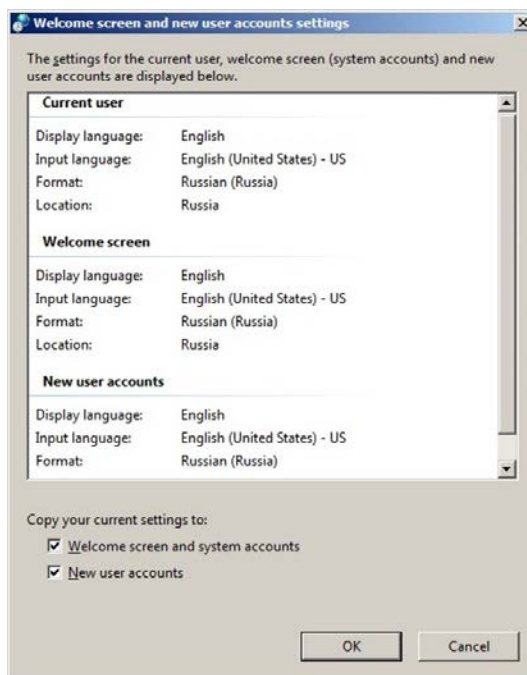 Welcome screen and new user accounts settings
The settings for the current user, welcome screen (system accounts) and new
user accounts are displayed below.
Current user
Display language: English
Input language: English (United States) - US
Format: Russian (Russia)
Location: Russia
Welcome screen
Display language: English
Input language: English (United States) - US
Format: Russian (Russia)
Location: Russia
New user accounts
Display language: English
Input language: English (United States) - US
Format: Russian (Russia)
Copy your current settings to:
Welcome screen and system accounts
New user accounts
OK Cancel